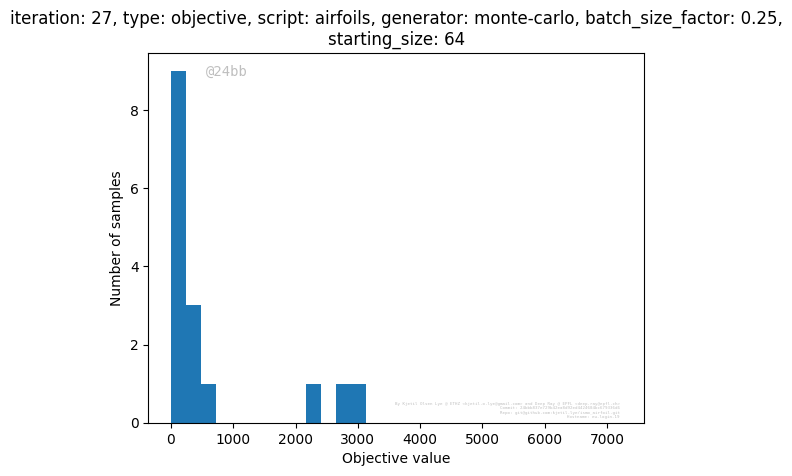 iteration: 27, type: objective, script: airfoils, generator: monte-carlo, batch_size_factor: 0.25,
starting_size: 64
@24bb
8
6
4
2
0
Number of samples
0 1000 2000 3000 4000 5000 6000 7000
Objective value